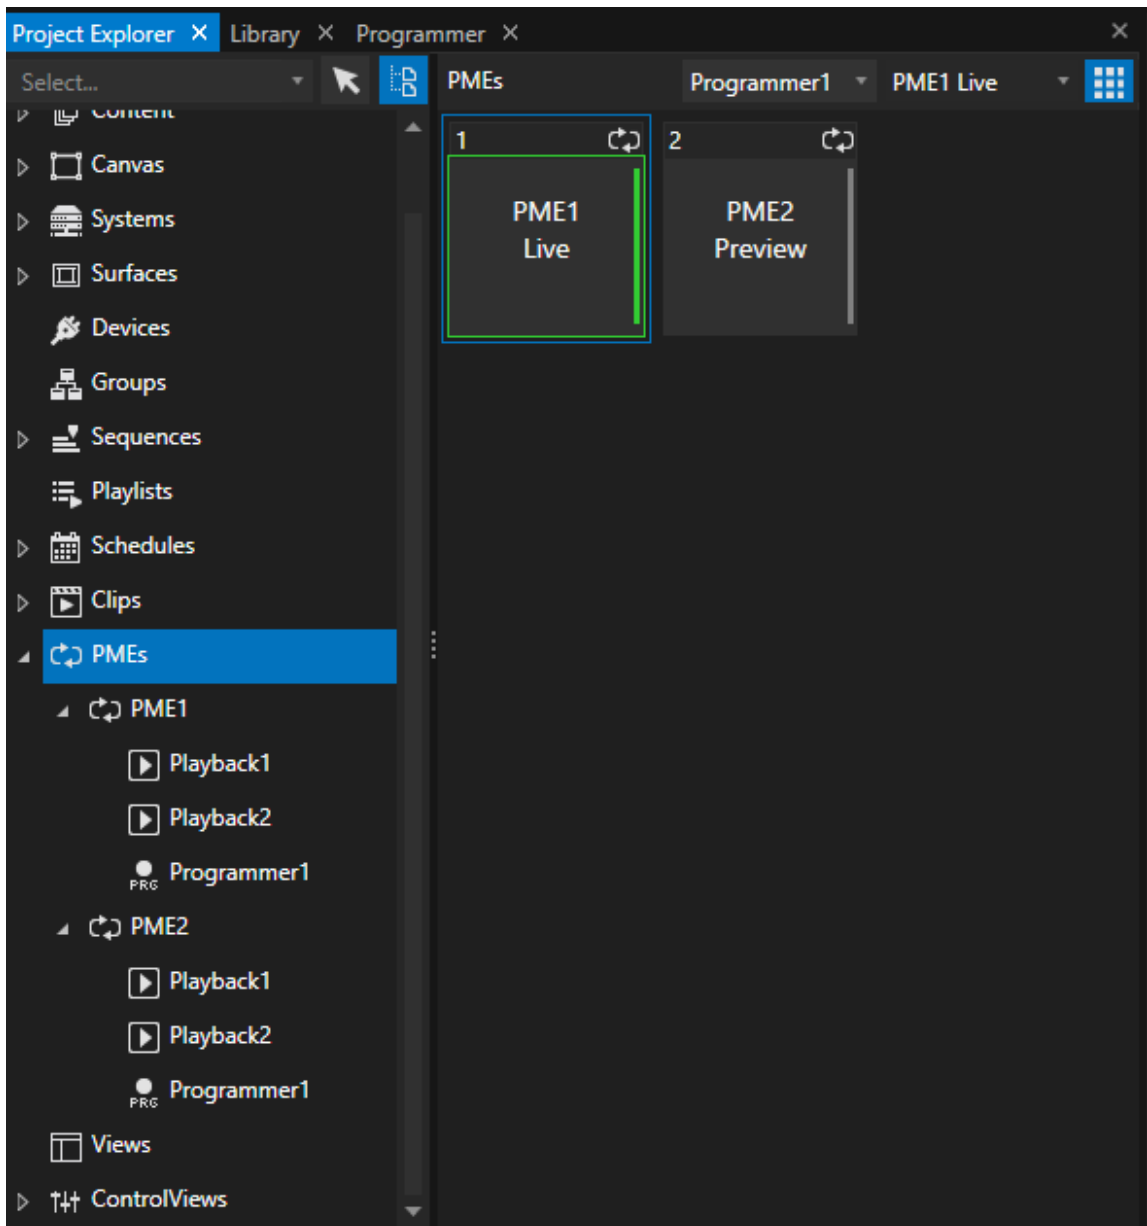 Project Explorer Library Programmer
Select... PMEs Programmer1 PME1 Live
Content
1 2
Canvas
PME1 PME2
Systems
Live Preview
Surfaces
Devices
Groups
Sequences
Playlists
Schedules
Clips
PMEs
PME1
Playback1
Playback2
PRG Programmer1
PME2
Playback1
Playback2
PRG Programmer1
Views
ControlViews